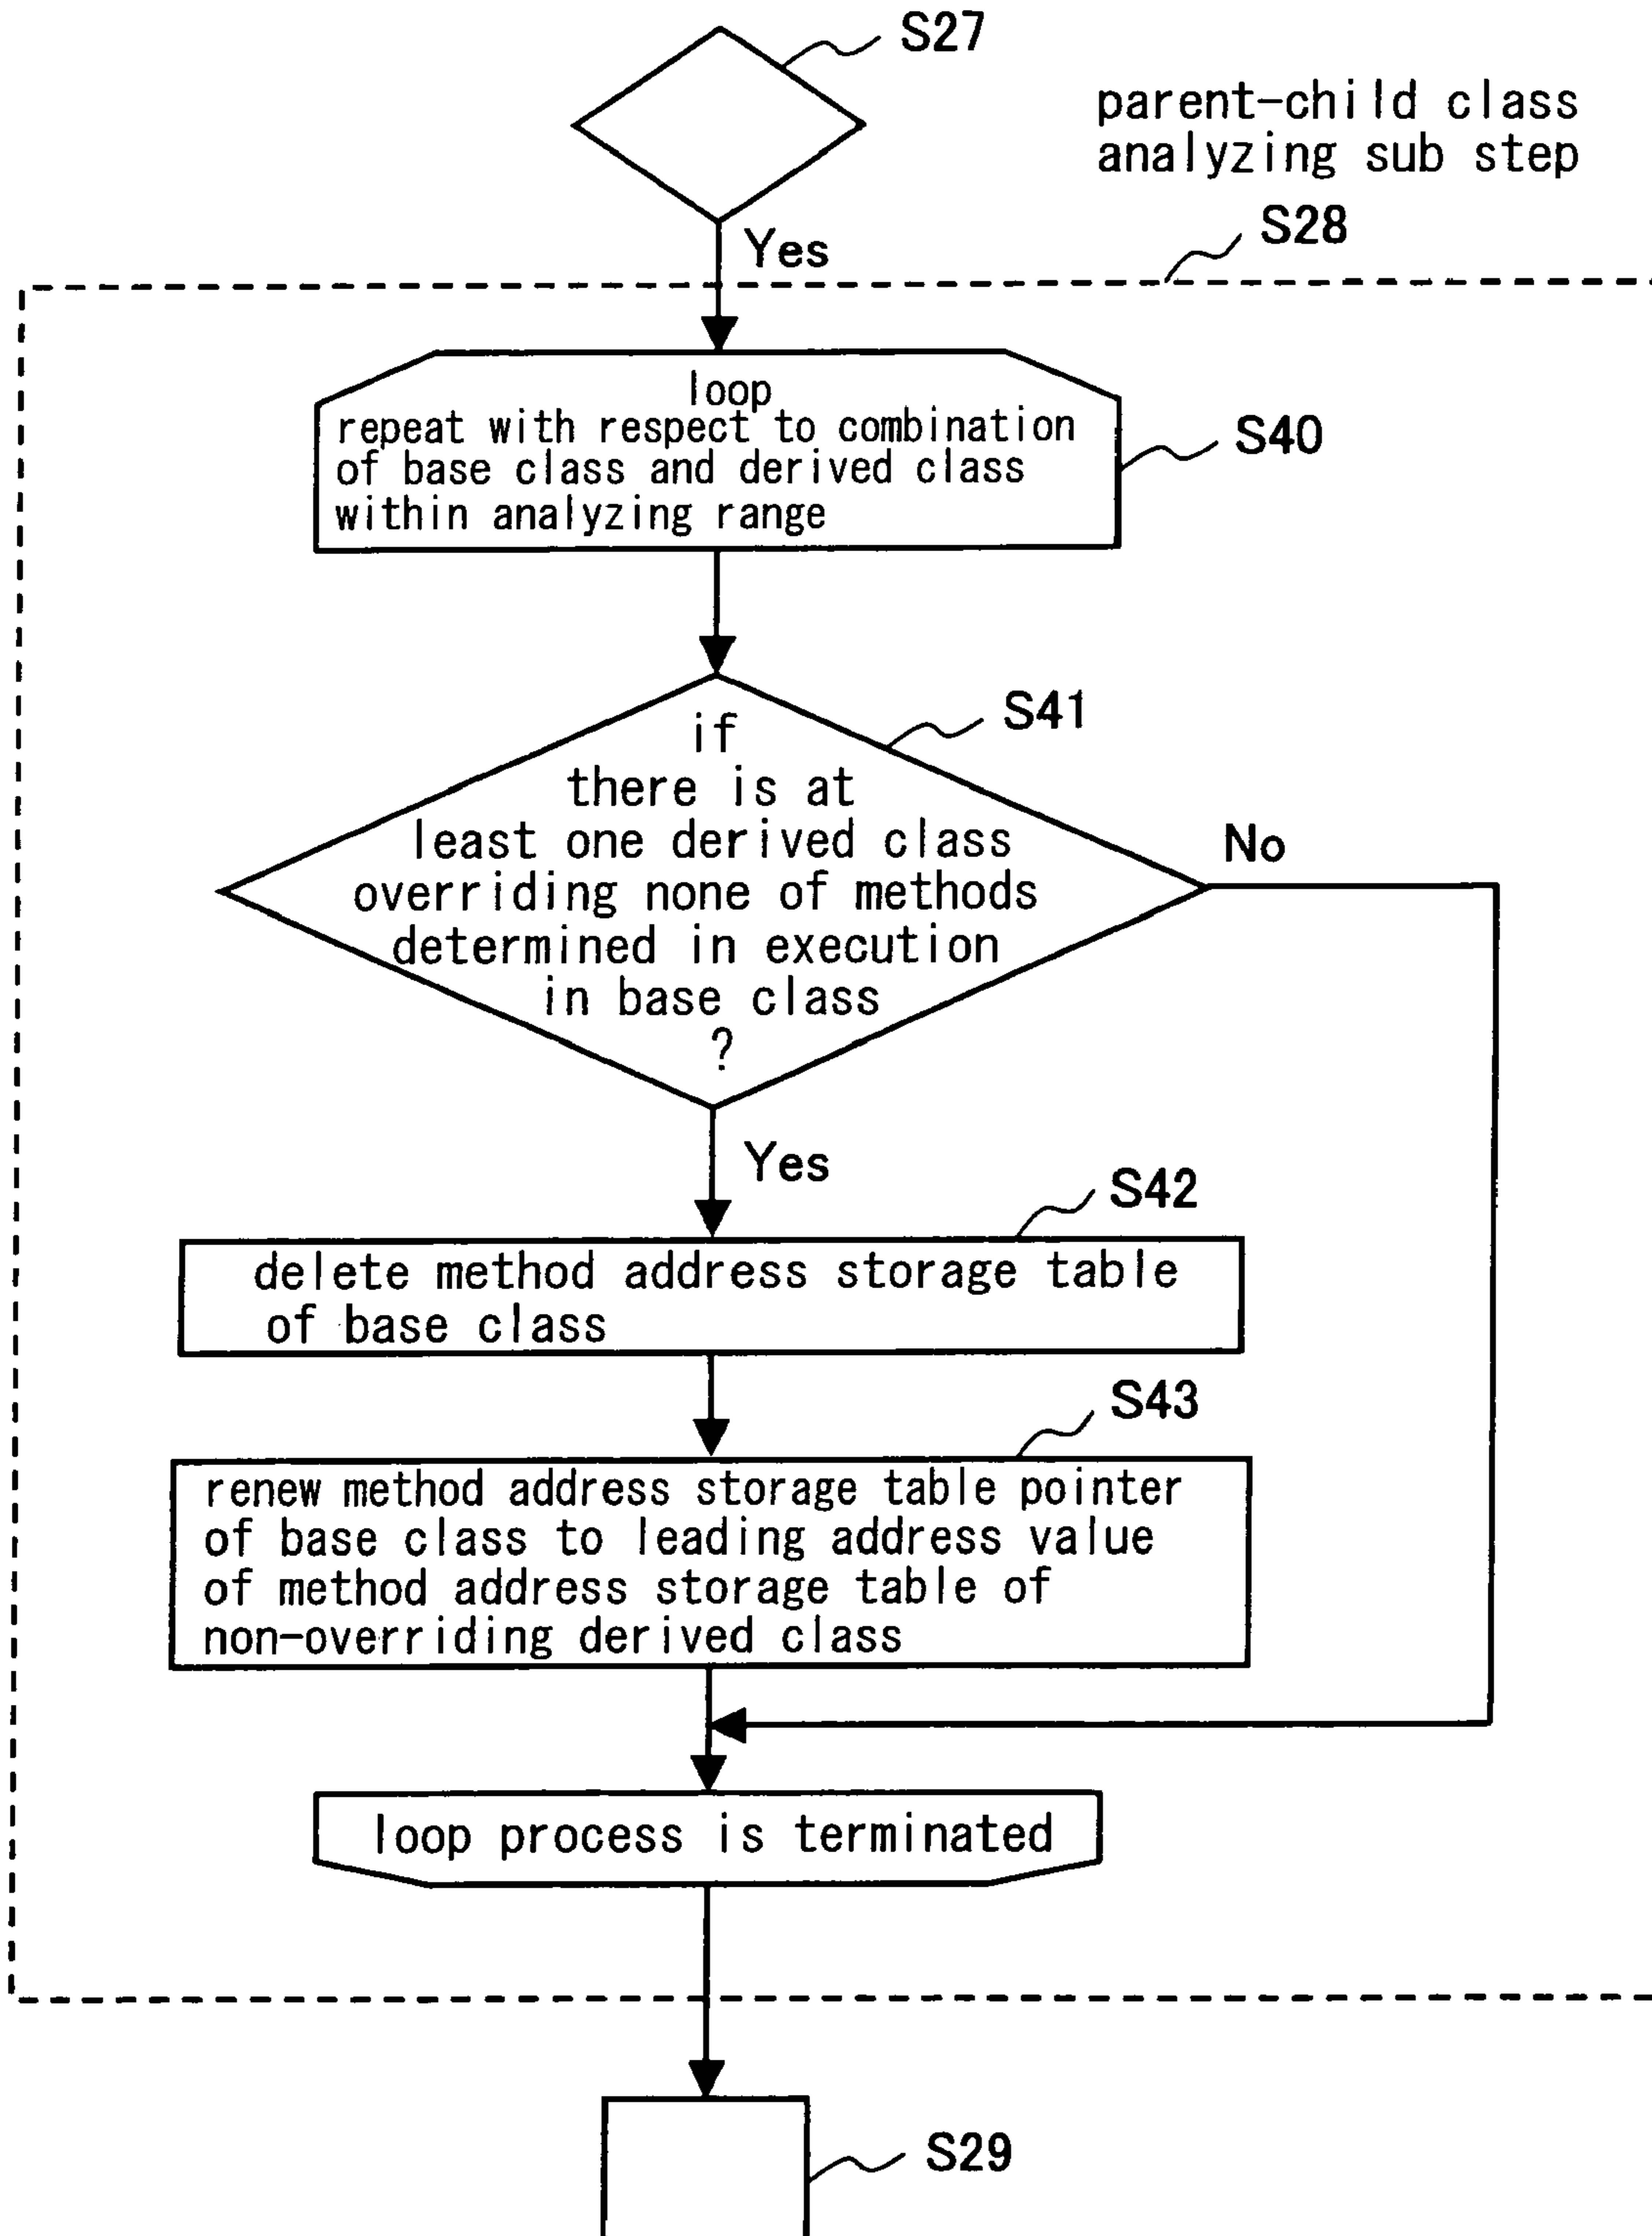 S27
parent-child class
analyzing sub step
S28
Yes
loop
repeat with respect to combination
of base class and derived class
within analyzing range
S40
S41
if
there is at
least one derived class
overriding none of methods
determined in execution
in base class
?
No
Yes
S42
delete method address storage table
of base class
S43
renew method address storage table pointer
of base class to leading address value
of method address storage table of
non-overriding derived class
loop process is terminated
S29